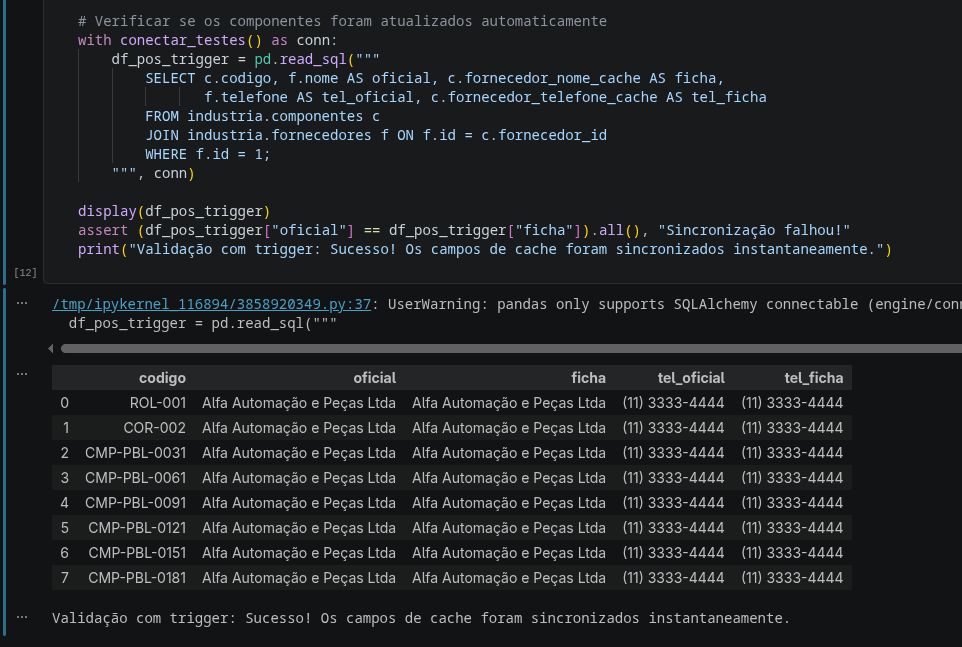 # Verificar se os componentes foram atualizados automaticamente
with conectar_testes() as conn:
    df_pos_trigger = pd.read_sql("""
        SELECT c.codigo, f.nome AS oficial, c.fornecedor_nome_cache AS ficha,
               f.telefone AS tel_oficial, c.fornecedor_telefone_cache AS tel_ficha
        FROM industria.componentes c
        JOIN industria.fornecedores f ON f.id = c.fornecedor_id
        WHERE f.id = 1;
    """, conn)
display(df_pos_trigger)
assert (df_pos_trigger["oficial"] == df_pos_trigger["ficha"]).all(), "Sincronização falhou!"
print("Validação com trigger: Sucesso! Os campos de cache foram sincronizados instantaneamente.")
[12]
... /tmp/ipykernel_116894/3858920349.py:37: UserWarning: pandas only supports SQLAlchemy connectable (engine/conn
  df_pos_trigger = pd.read_sql("""
...
codigo oficial ficha tel_oficial tel_ficha
0 ROL-001 Alfa Automação e Peças Ltda Alfa Automação e Peças Ltda (11) 3333-4444 (11) 3333-4444
1 COR-002 Alfa Automação e Peças Ltda Alfa Automação e Peças Ltda (11) 3333-4444 (11) 3333-4444
2 CMP-PBL-0031 Alfa Automação e Peças Ltda Alfa Automação e Peças Ltda (11) 3333-4444 (11) 3333-4444
3 CMP-PBL-0061 Alfa Automação e Peças Ltda Alfa Automação e Peças Ltda (11) 3333-4444 (11) 3333-4444
4 CMP-PBL-0091 Alfa Automação e Peças Ltda Alfa Automação e Peças Ltda (11) 3333-4444 (11) 3333-4444
5 CMP-PBL-0121 Alfa Automação e Peças Ltda Alfa Automação e Peças Ltda (11) 3333-4444 (11) 3333-4444
6 CMP-PBL-0151 Alfa Automação e Peças Ltda Alfa Automação e Peças Ltda (11) 3333-4444 (11) 3333-4444
7 CMP-PBL-0181 Alfa Automação e Peças Ltda Alfa Automação e Peças Ltda (11) 3333-4444 (11) 3333-4444
... Validação com trigger: Sucesso! Os campos de cache foram sincronizados instantaneamente.